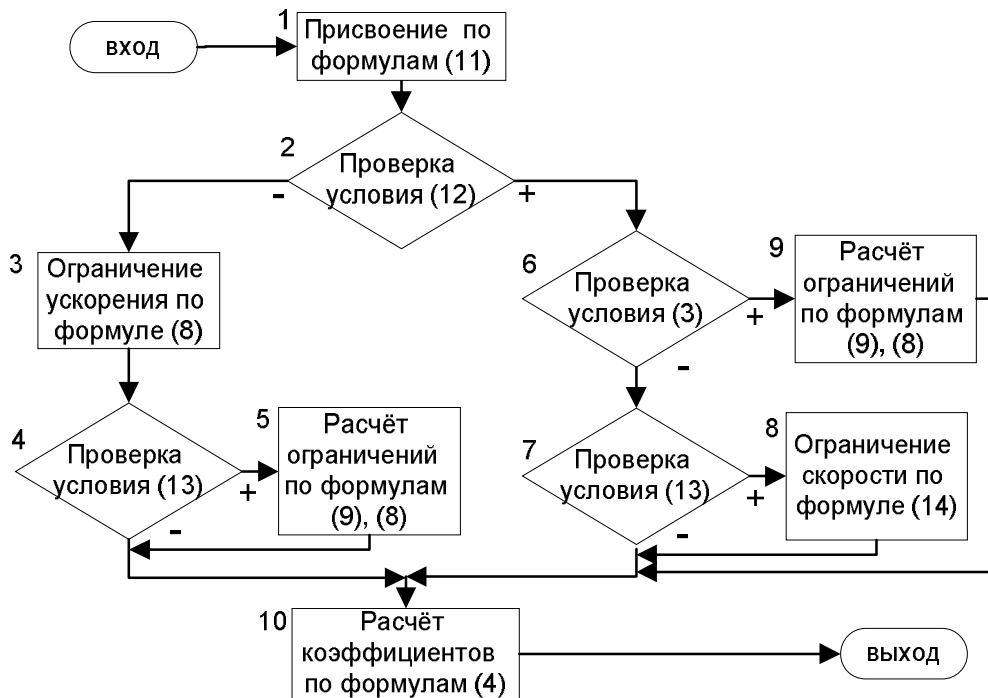 вход
1
Присвоение по
формулам (11)
2
Проверка
условия (12)
-
+
3
Ограничение
ускорения по
формуле (8)
4
Проверка
условия (13)
+
-
5
Расчёт
ограничений
по формулам
(9), (8)
6
Проверка
условия (3)
+
-
9
Расчёт
ограничений
по формулам
(9), (8)
7
Проверка
условия (13)
+
-
8
Ограничение
скорости по
формуле (14)
10
Расчёт
коэффициентов
по формулам (4)
выход